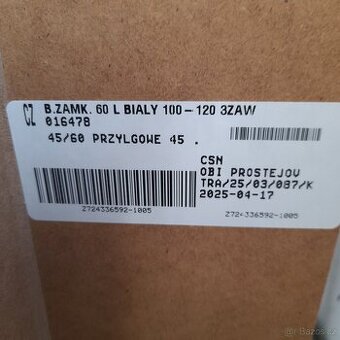 CZ B.ZAMK. 60 L BIALY 100-120 3ZAW
016478
45/60 PRZYLGOWE 45 .
CSN
OBI PROSTEJOV
TRA/25/03/087/K
2025-04-17
Z724336592-1005
Z724336592-1005